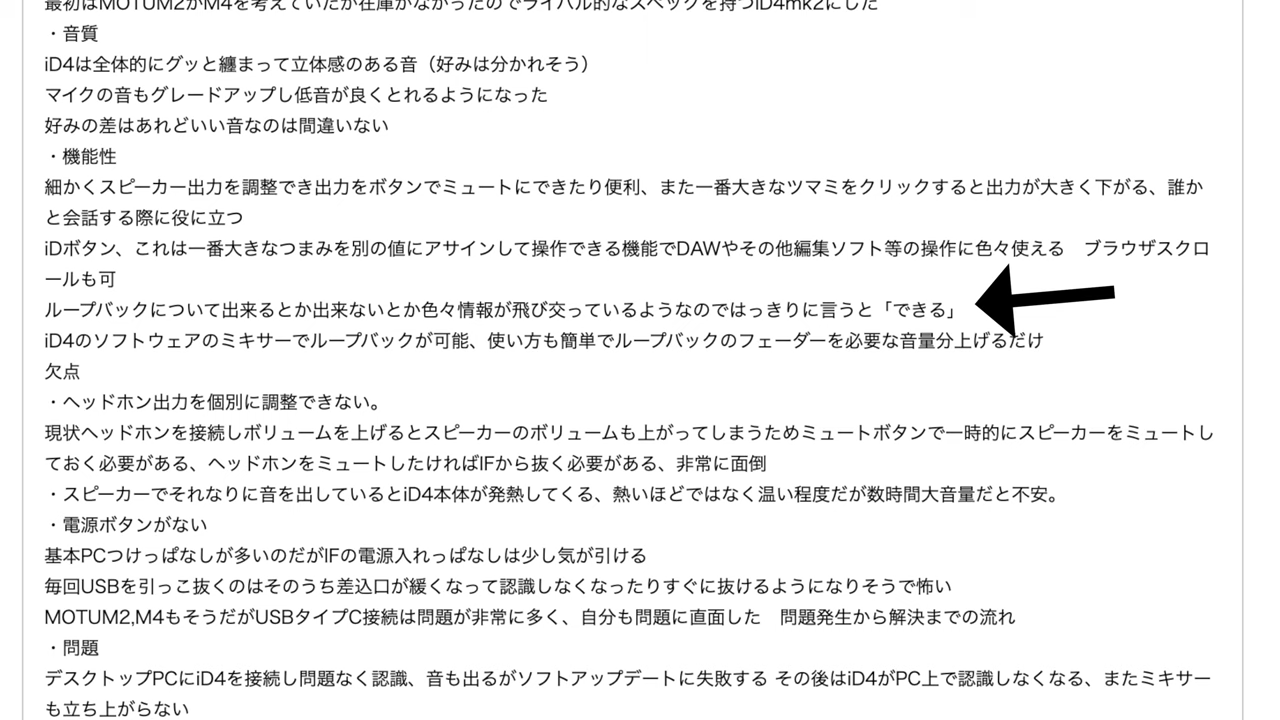 最初はMOTUM2かM4を考えていたが在庫がなかったのでライバル的なスペックを持つiD4mk2にした
・音質
iD4は全体的にグッと纏まって立体感のある音（好みは分かれそう）
マイクの音もグレードアップし低音が良くとれるようになった
好みの差はあれどいい音なのは間違いない
・機能性
細かくスピーカー出力を調整でき出力をボタンでミュートにできたり便利、また一番大きなツマミをクリックすると出力が大きく下がる、誰か
と会話する際に役に立つ
iDボタン、これは一番大きなつまみを別の値にアサインして操作できる機能でDAWやその他編集ソフト等の操作に色々使える　ブラウザスクロ
ールも可
ループバックについて出来るとか出来ないとか色々情報が飛び交っているようなのではっきりに言うと「できる」
iD4のソフトウェアのミキサーでループバックが可能、使い方も簡単でループバックのフェーダーを必要な音量分上げるだけ
欠点
・ヘッドホン出力を個別に調整できない。
現状ヘッドホンを接続しボリュームを上げるとスピーカーのボリュームも上がってしまうためミュートボタンで一時的にスピーカーをミュートし
ておく必要がある、ヘッドホンをミュートしたければIFから抜く必要がある、非常に面倒
・スピーカーでそれなりに音を出しているとiD4本体が発熱してくる、熱いほどではなく温い程度だが数時間大音量だと不安。
・電源ボタンがない
基本PCつけっぱなしが多いのだがIFの電源入れっぱなしは少し気が引ける
毎回USBを引っこ抜くのはそのうち差込口が緩くなって認識しなくなったりすぐに抜けるようになりそうで怖い
MOTUM2,M4もそうだがUSBタイプC接続は問題が非常に多く、自分も問題に直面した　問題発生から解決までの流れ
・問題
デスクトップPCにiD4を接続し問題なく認識、音も出るがソフトアップデートに失敗する その後はiD4がPC上で認識しなくなる、またミキサー
も立ち上がらない